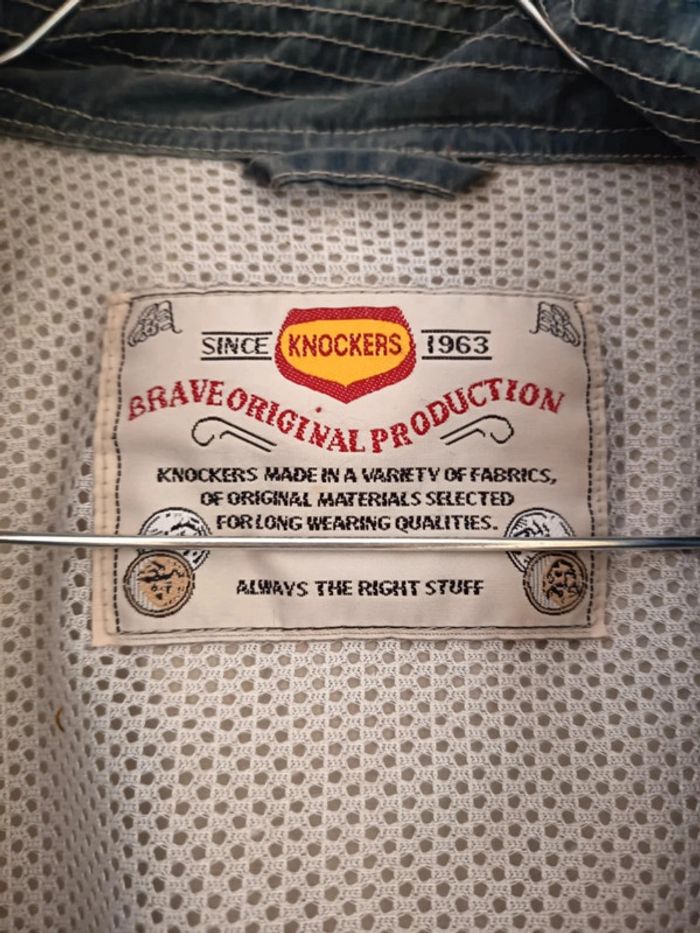 SINCE KNOCKERS 1963
BRAVE ORIGINAL PRODUCTION
KNOCKERS MADE IN A VARIETY OF FABRICS,
OF ORIGINAL MATERIALS SELECTED
FOR LONG WEARING QUALITIES.
ALWAYS THE RIGHT STUFF